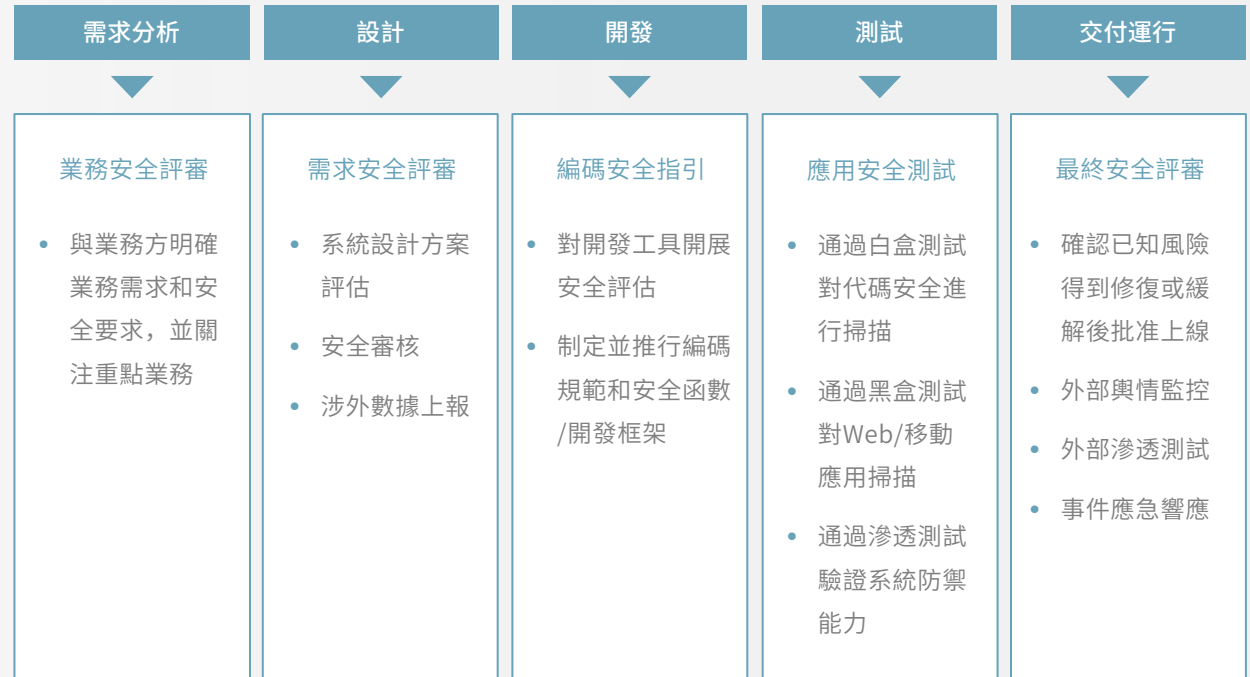 需求分析
業務安全評審
• 與業務方明確
業務需求和安
全要求，並關
注重點業務
設計
需求安全評審
• 系統設計方案
評估
• 安全審核
• 涉外數據上報
開發
編碼安全指引
• 對開發工具開展
安全評估
• 制定並推行編碼
規範和安全函數
/開發框架
測試
應用安全測試
• 通過白盒測試
對代碼安全進
行掃描
• 通過黑盒測試
對Web/移動
應用掃描
• 通過滲透測試
驗證系統防禦
能力
交付運行
最終安全評審
• 確認已知風險
得到修復或緩
解後批准上線
• 外部輿情監控
• 外部滲透測試
• 事件應急響應